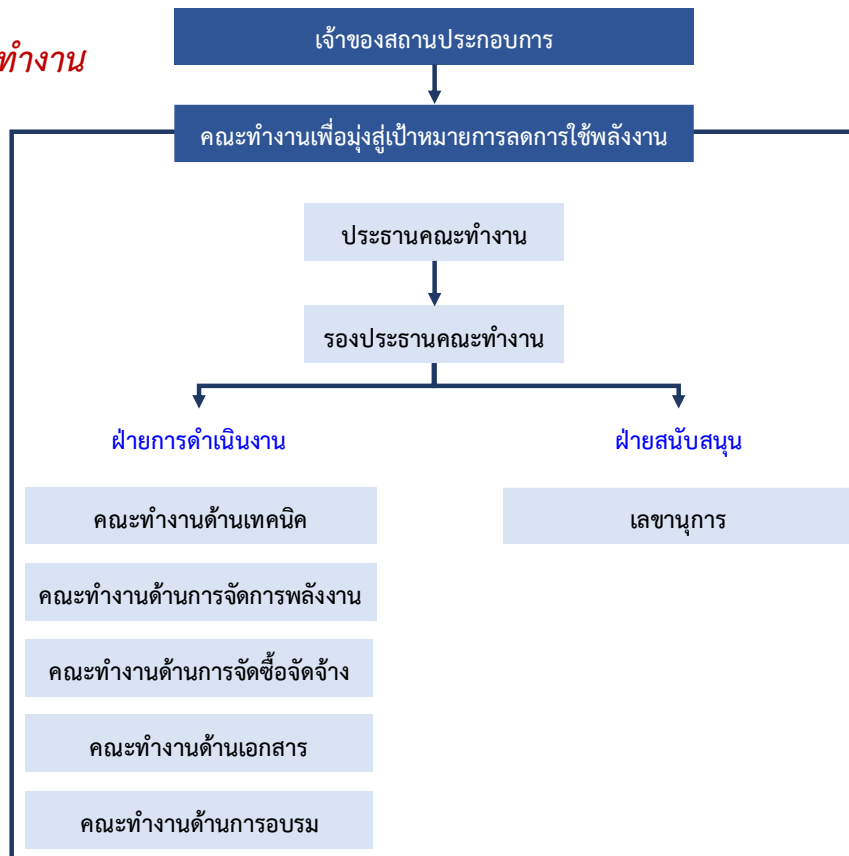 เจ้าของสถานประกอบการ
ทำงาน
คณะทำงานเพื่อมุ่งสู่เป้าหมายการลดการใช้พลังงาน
ประธานคณะทำงาน
รองประธานคณะทำงาน
ฝ่ายการดำเนินงาน
ฝ่ายสนับสนุน
คณะทำงานด้านเทคนิค
เลขานุการ
คณะทำงานด้านการจัดการพลังงาน
คณะทำงานด้านการจัดซื้อจัดจ้าง
คณะทำงานด้านเอกสาร
คณะทำงานด้านการอบรม